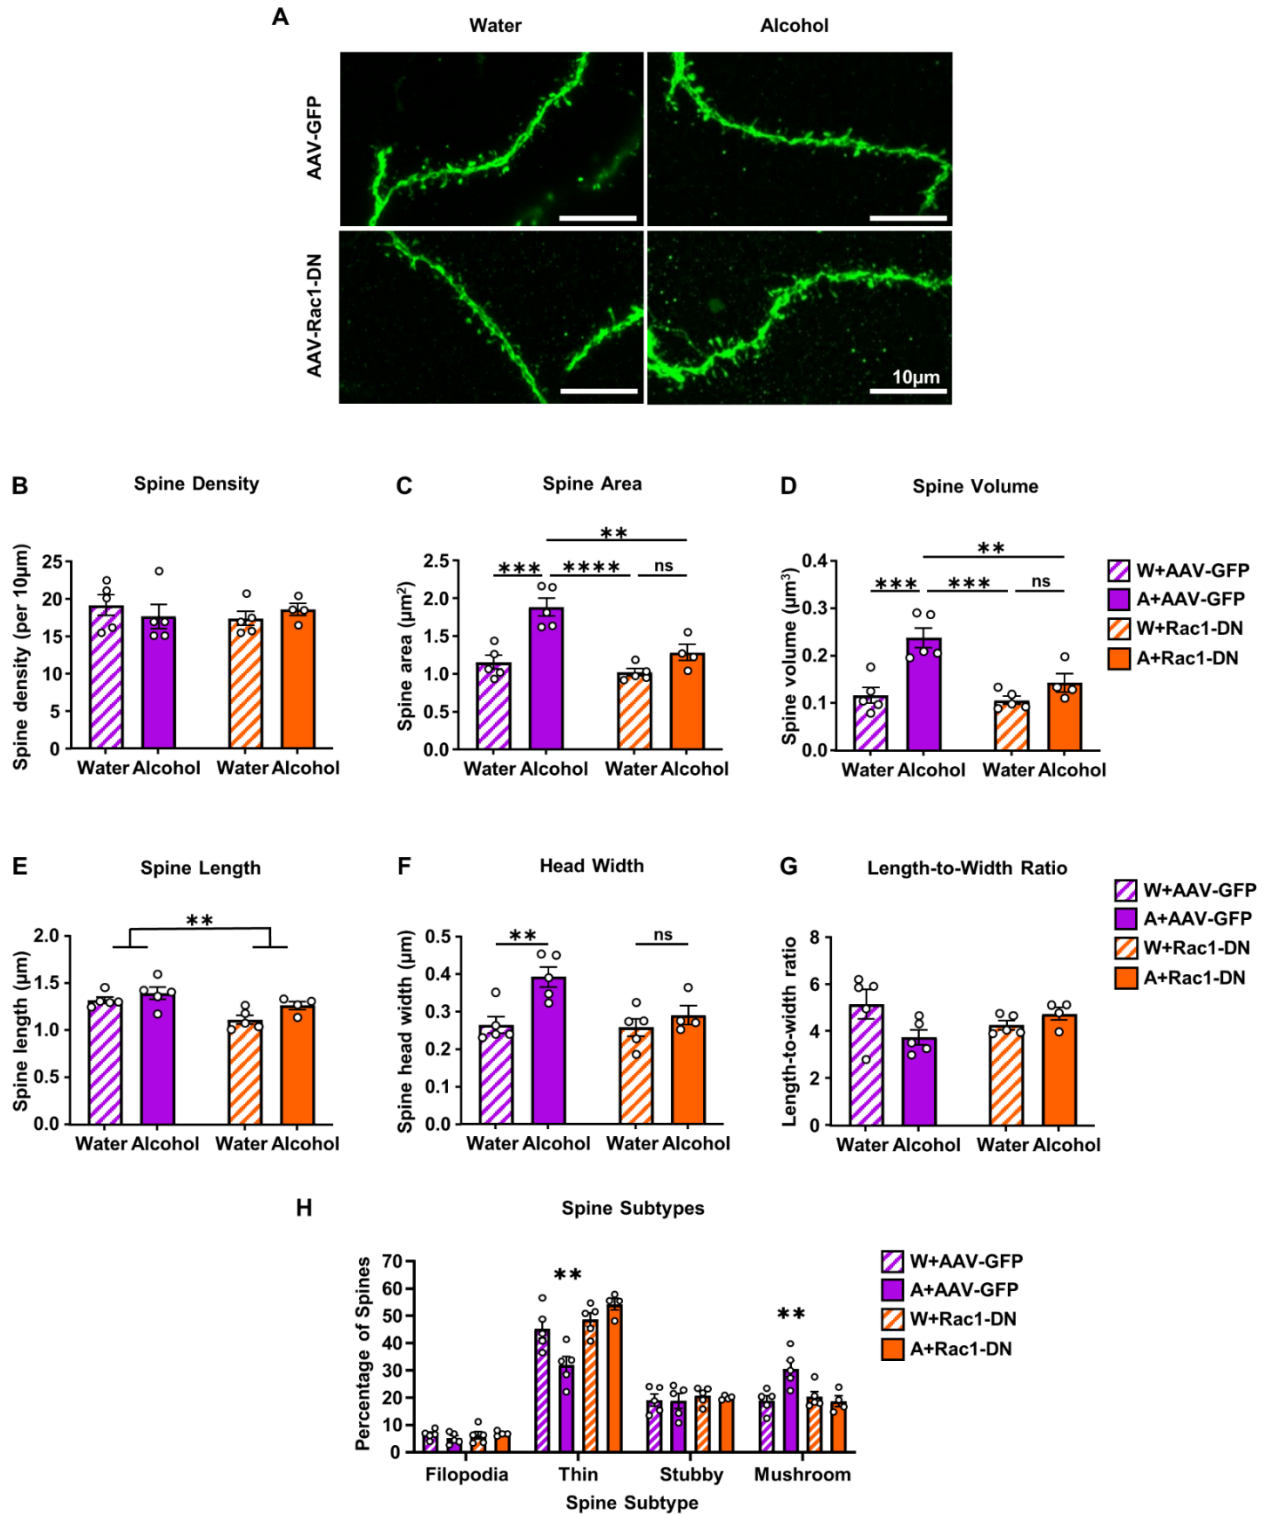 A
Water
Alcohol
AAV-GFP
AAV-Rac1-DN
10µm
B
Spine Density
Spine density (per 10µm)
25
20
15
10
5
0
Water Alcohol
Water Alcohol
C
Spine Area
Spine area (µm²)
2.5
2.0
1.5
1.0
0.5
0.0
**
***
****
ns
Water Alcohol
Water Alcohol
D
Spine Volume
Spine volume (µm³)
0.4
0.3
0.2
0.1
0.0
**
***
***
ns
Water Alcohol
Water Alcohol
W+AAV-GFP
A+AAV-GFP
W+Rac1-DN
A+Rac1-DN
E
Spine Length
Spine length (µm)
2.0
1.5
1.0
0.5
0.0
**
Water Alcohol
Water Alcohol
F
Head Width
Spine head width (µm)
0.5
0.4
0.3
0.2
0.1
0.0
**
ns
Water Alcohol
Water Alcohol
G
Length-to-Width Ratio
Length-to-width ratio
8
6
4
2
0
Water Alcohol
Water Alcohol
W+AAV-GFP
A+AAV-GFP
W+Rac1-DN
A+Rac1-DN
H
Spine Subtypes
Percentage of Spines
70
60
50
40
30
20
10
0
**
**
Filopodia
Thin
Stubby
Mushroom
Spine Subtype
W+AAV-GFP
A+AAV-GFP
W+Rac1-DN
A+Rac1-DN